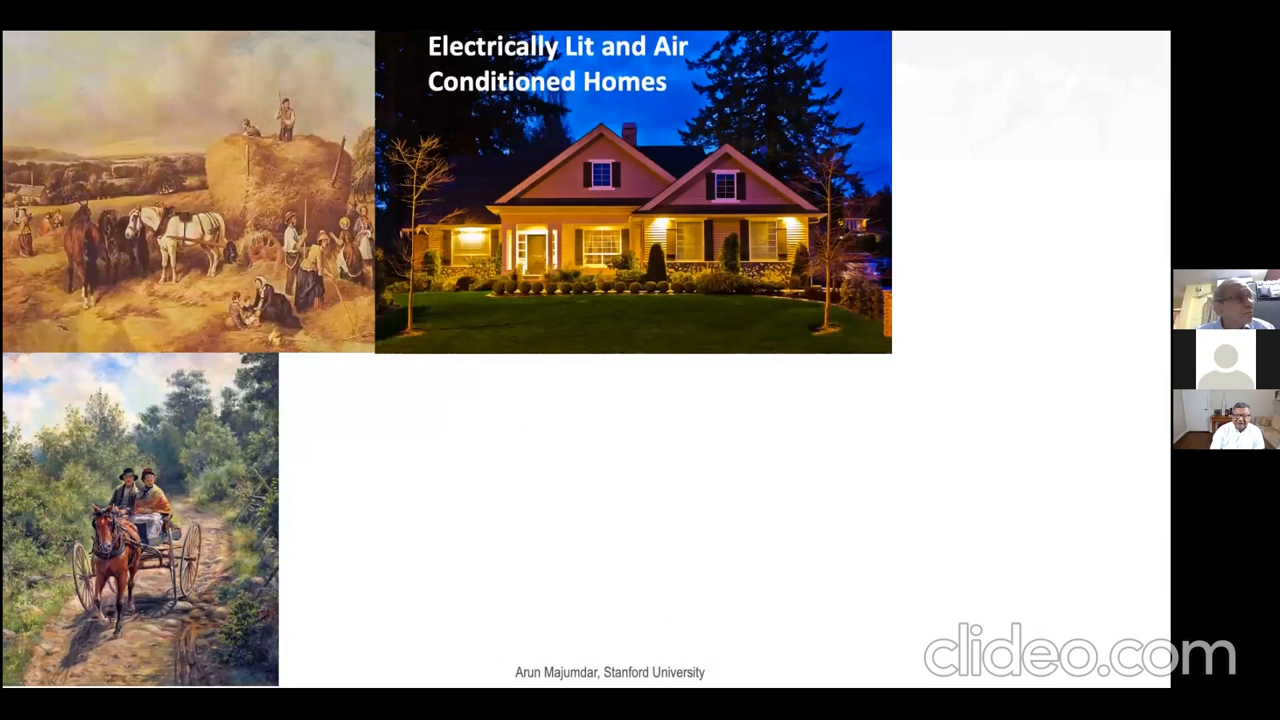 Electrically Lit and Air
Conditioned Homes
Arun Majumdar, Stanford University
clideo.com